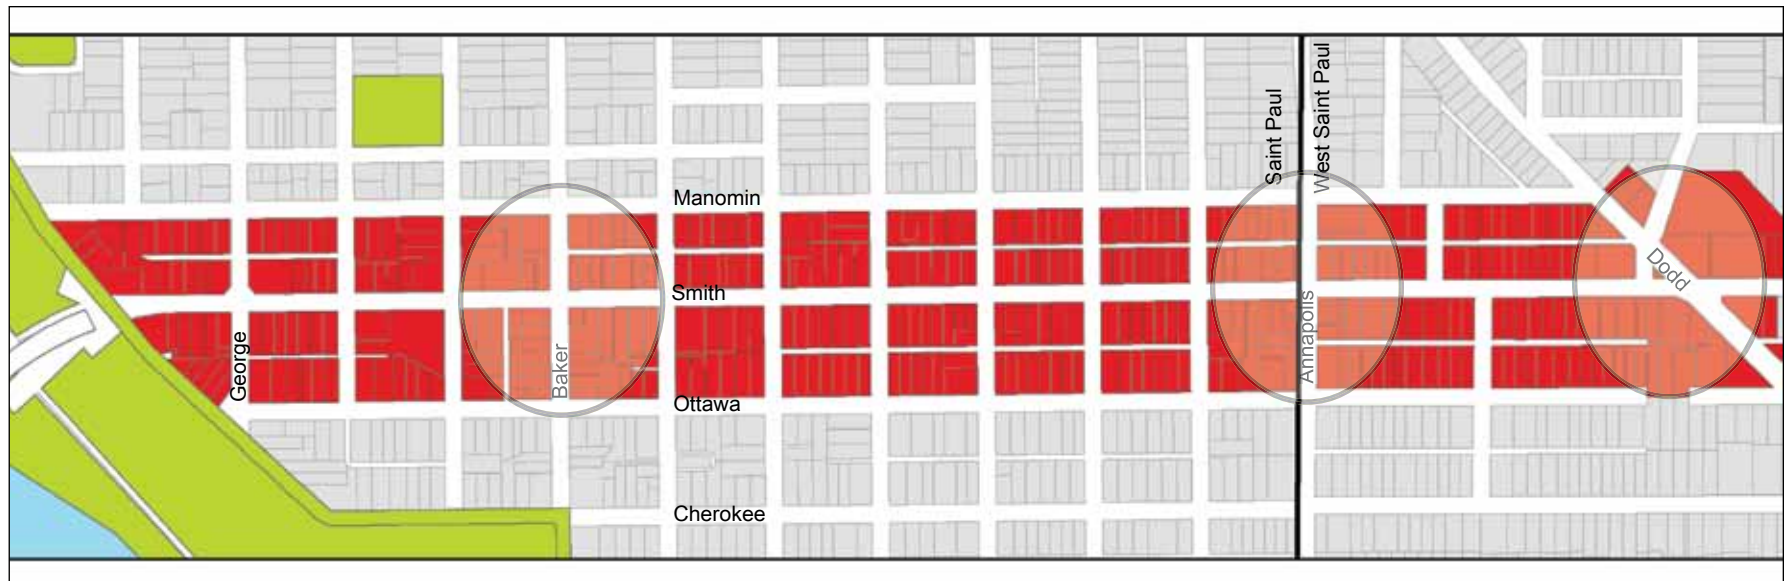 Saint Paul
West Saint Paul
Manomin
Smith
Dodd
George
Baker
Annapolis
Ottawa
Cherokee